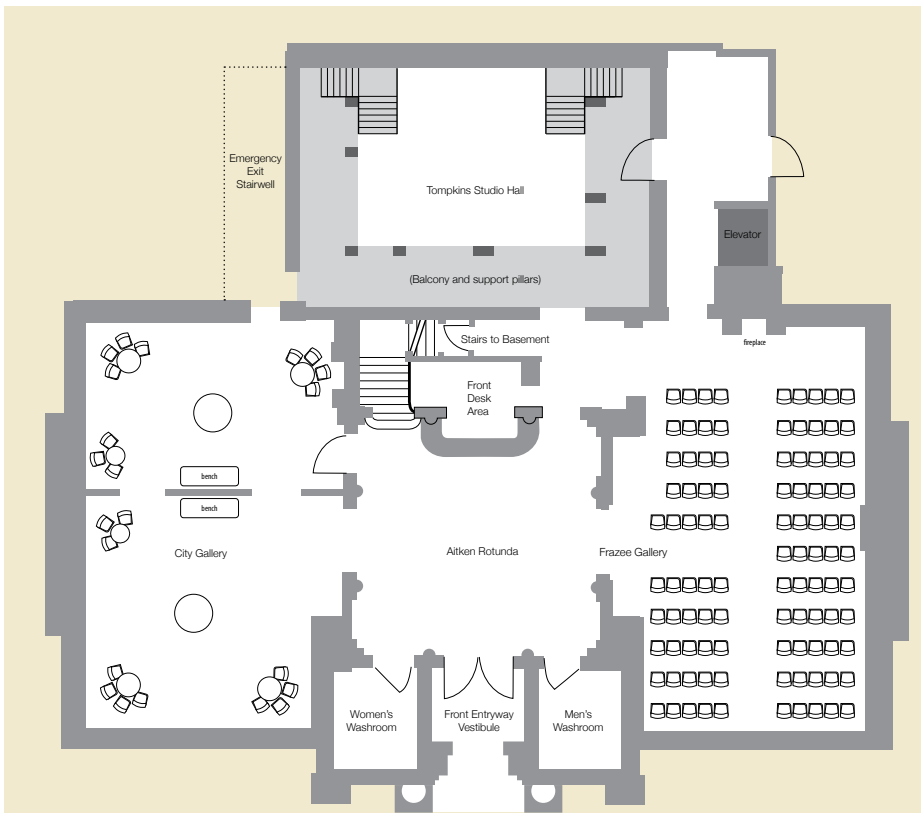 Emergency
Exit
Stairwell
Tompkins Studio Hall
Elevator
(Balcony and support pillars)
Stairs to Basement
fireplace
Front
Desk
Area
bench
bench
City Gallery
Aitken Rotunda
Frazee Gallery
Women's
Washroom
Front Entryway
Vestibule
Men's
Washroom